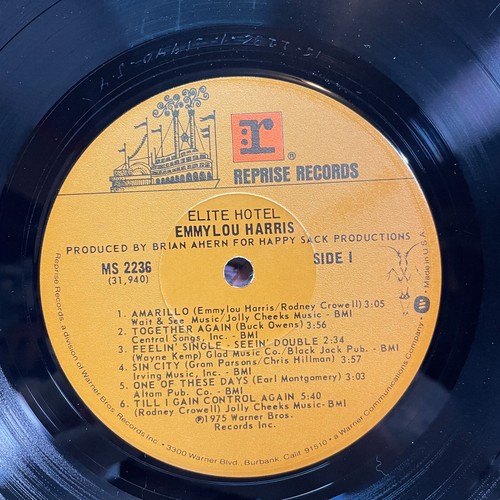 r ®
REPRISE RECORDS
ELITE HOTEL
EMMYLOU HARRIS
PRODUCED BY BRIAN AHERN FOR HAPPY SACK PRODUCTIONS
MS 2236
(31,940)
SIDE I
1. AMARILLO (Emmylou Harris/Rodney Crowell) 3:05
Wait & See Music/Jolly Cheeks Music - BMI
2. TOGETHER AGAIN (Buck Owens) 3:56
Central Songs, Inc. - BMI
3. FEELIN' SINGLE - SEEIN' DOUBLE 2:34
(Wayne Kemp) Glad Music Co./Black Jack Pub. - BMI
4. SIN CITY (Gram Parsons/Chris Hillman) 3:57
Irving Music, Inc. - BMI
5. ONE OF THESE DAYS (Earl Montgomery) 3:03
Altam Pub. Co. - BMI
6. TILL I GAIN CONTROL AGAIN 5:40
(Rodney Crowell) Jolly Cheeks Music-BMI
©1975 Warner Bros.
Records Inc.
Reprise Records, a division of Warner Bros. Records Inc. • 3300 Warner Blvd., Burbank, Calif. 91510 • a Warner Communications Company • W • Made in U.S.A.